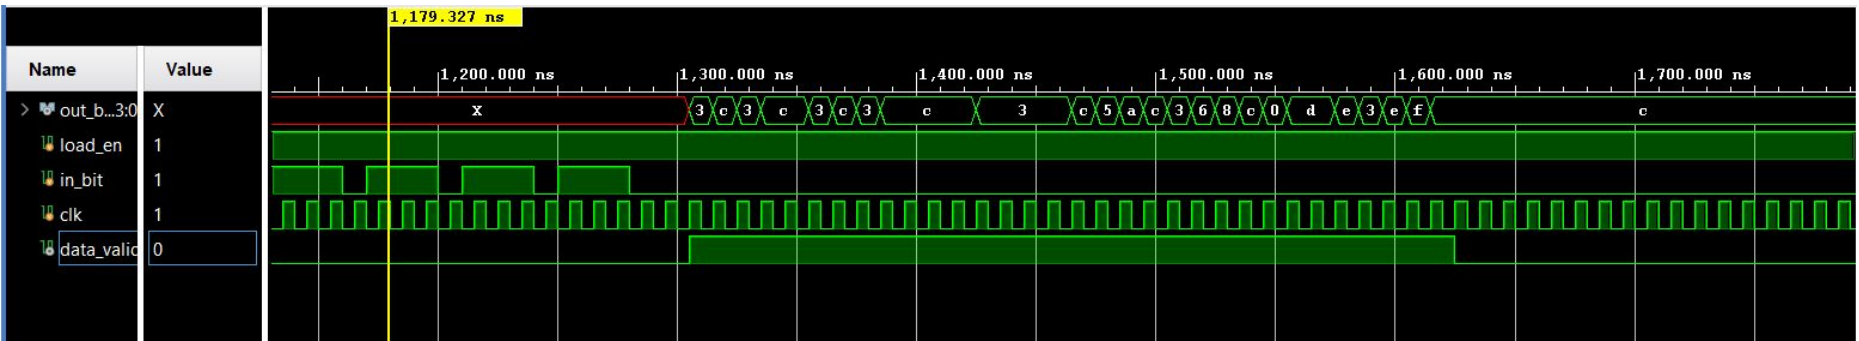 1,179.327 ns
Name Value
1,200.000 ns 1,300.000 ns 1,400.000 ns 1,500.000 ns 1,600.000 ns 1,700.000 ns
out_b...3:0 X X 3 c 3 c 3 c 3 c 3 c 5 a c 3 6 8 c 0 d e 3 e f c
load_en 1
in_bit 1
clk 1
data_valid 0